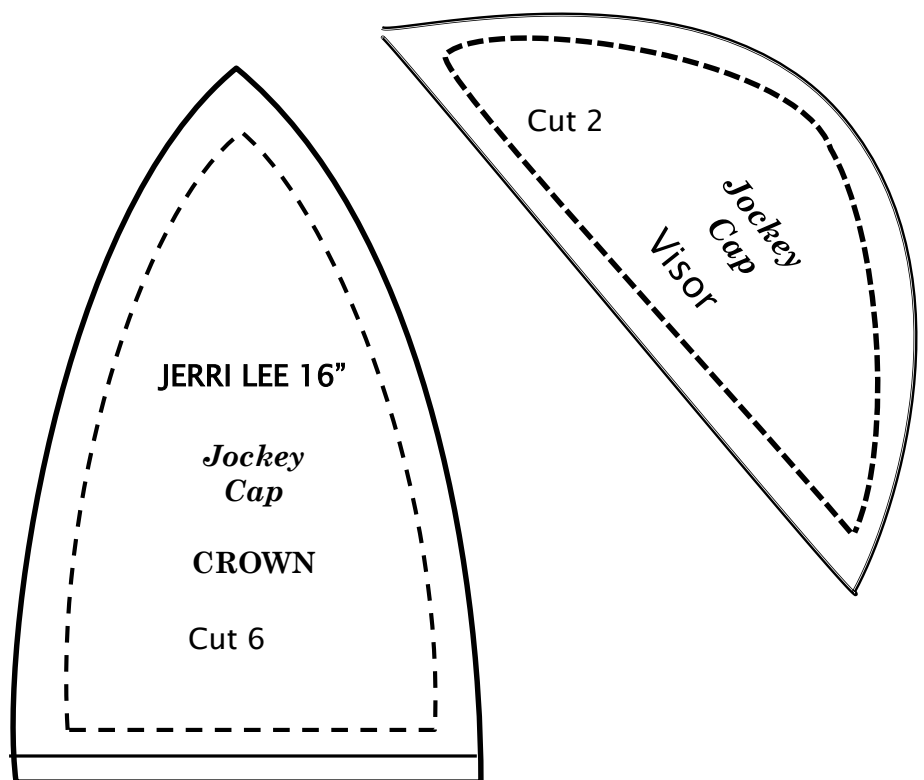 JERRI LEE 16”
Jockey
Cap
CROWN
Cut 6
Cut 2
Jockey
Cap
Visor